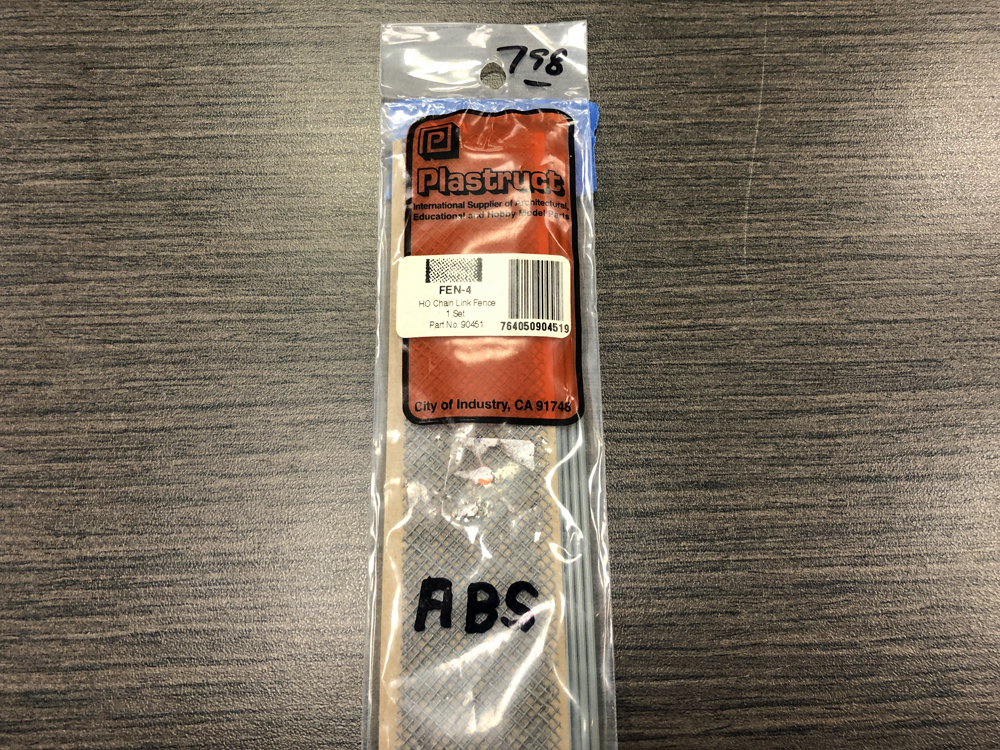 798
P
Plastruct
International Supplier of Architectural,
Educational and Hobby Model Parts
FEN-4
HO Chain Link Fence
1 Set
Part No. 90451
764050904519
City of Industry, CA 91748
ABS